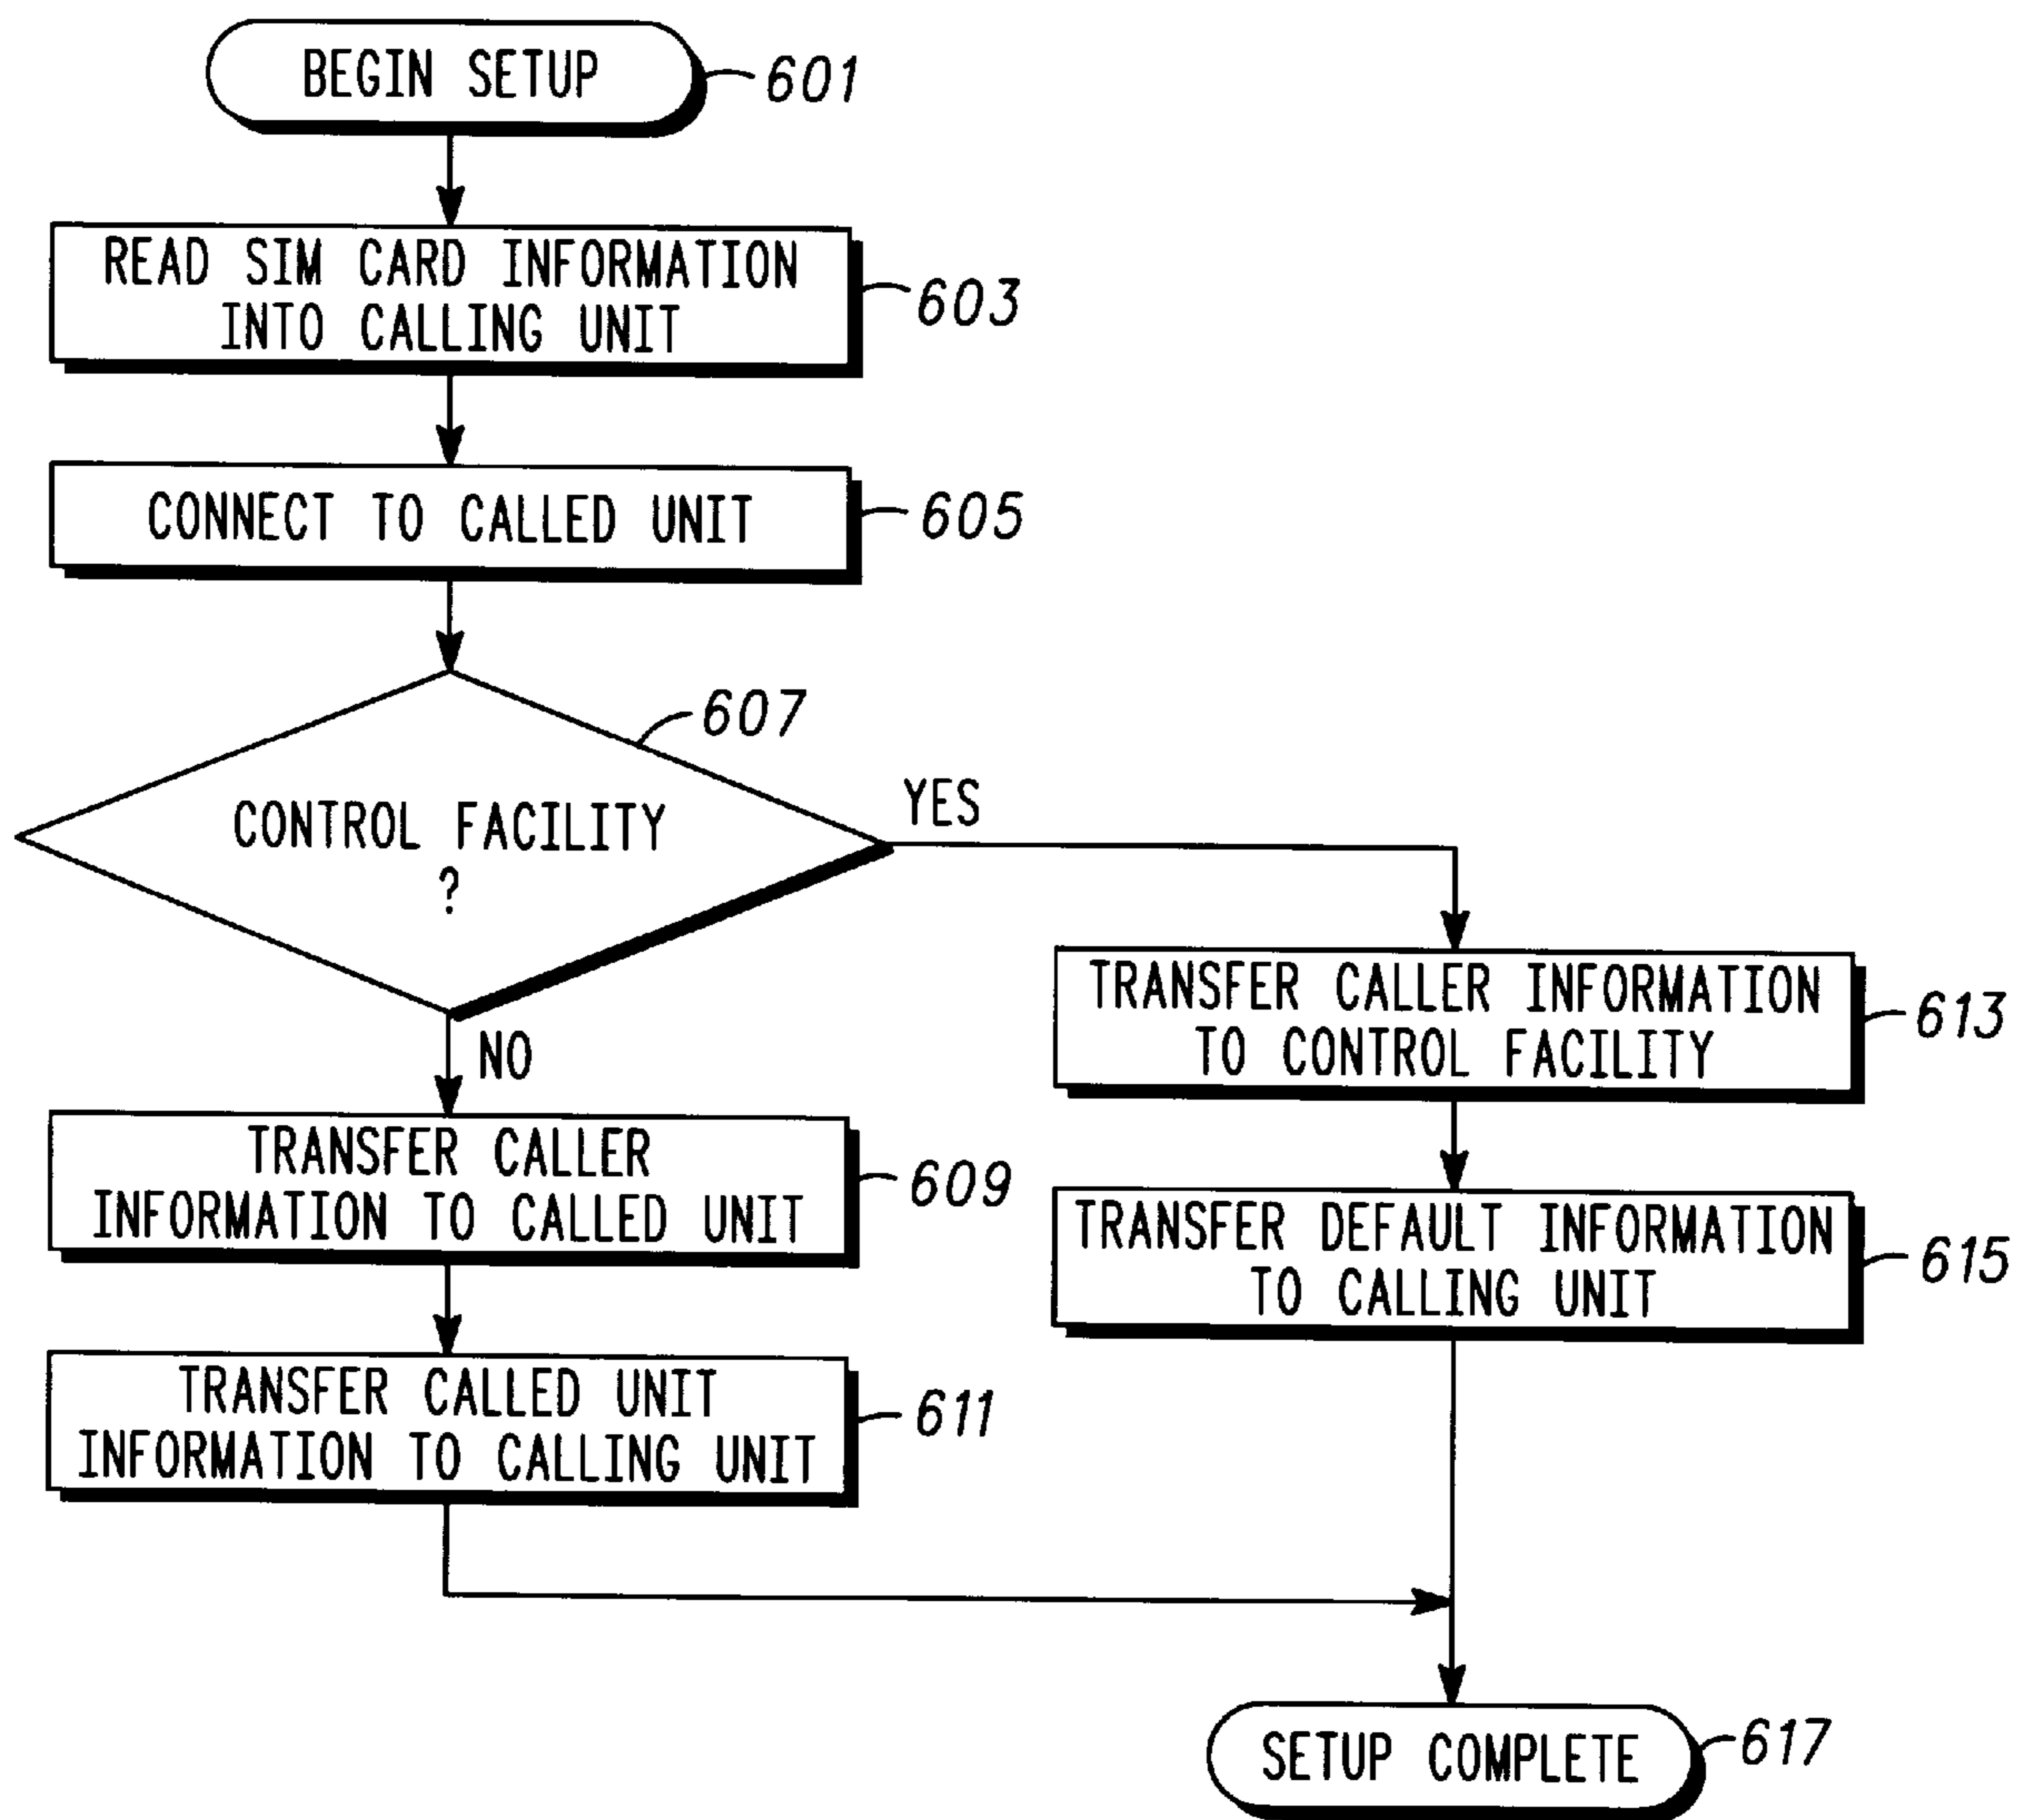 BEGIN SETUP
601
READ SIM CARD INFORMATION
INTO CALLING UNIT
603
CONNECT TO CALLED UNIT
605
607
CONTROL FACILITY
?
YES
NO
TRANSFER CALLER
INFORMATION TO CALLED UNIT
609
TRANSFER CALLED UNIT
INFORMATION TO CALLING UNIT
611
TRANSFER CALLER INFORMATION
TO CONTROL FACILITY
613
TRANSFER DEFAULT INFORMATION
TO CALLING UNIT
615
SETUP COMPLETE
617